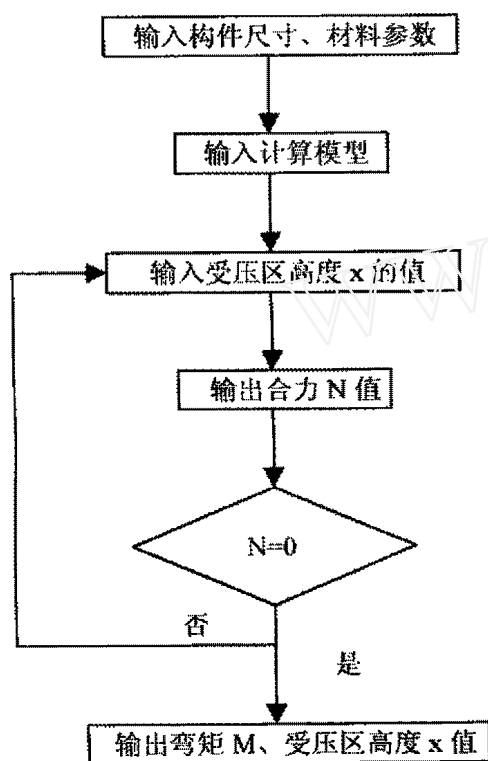 输入构件尺寸、材料参数
输入计算模型
输入受压区高度 x 的值
WW
输出合力 N 值
N=0
否
是
输出弯矩 M、受压区高度 x 值